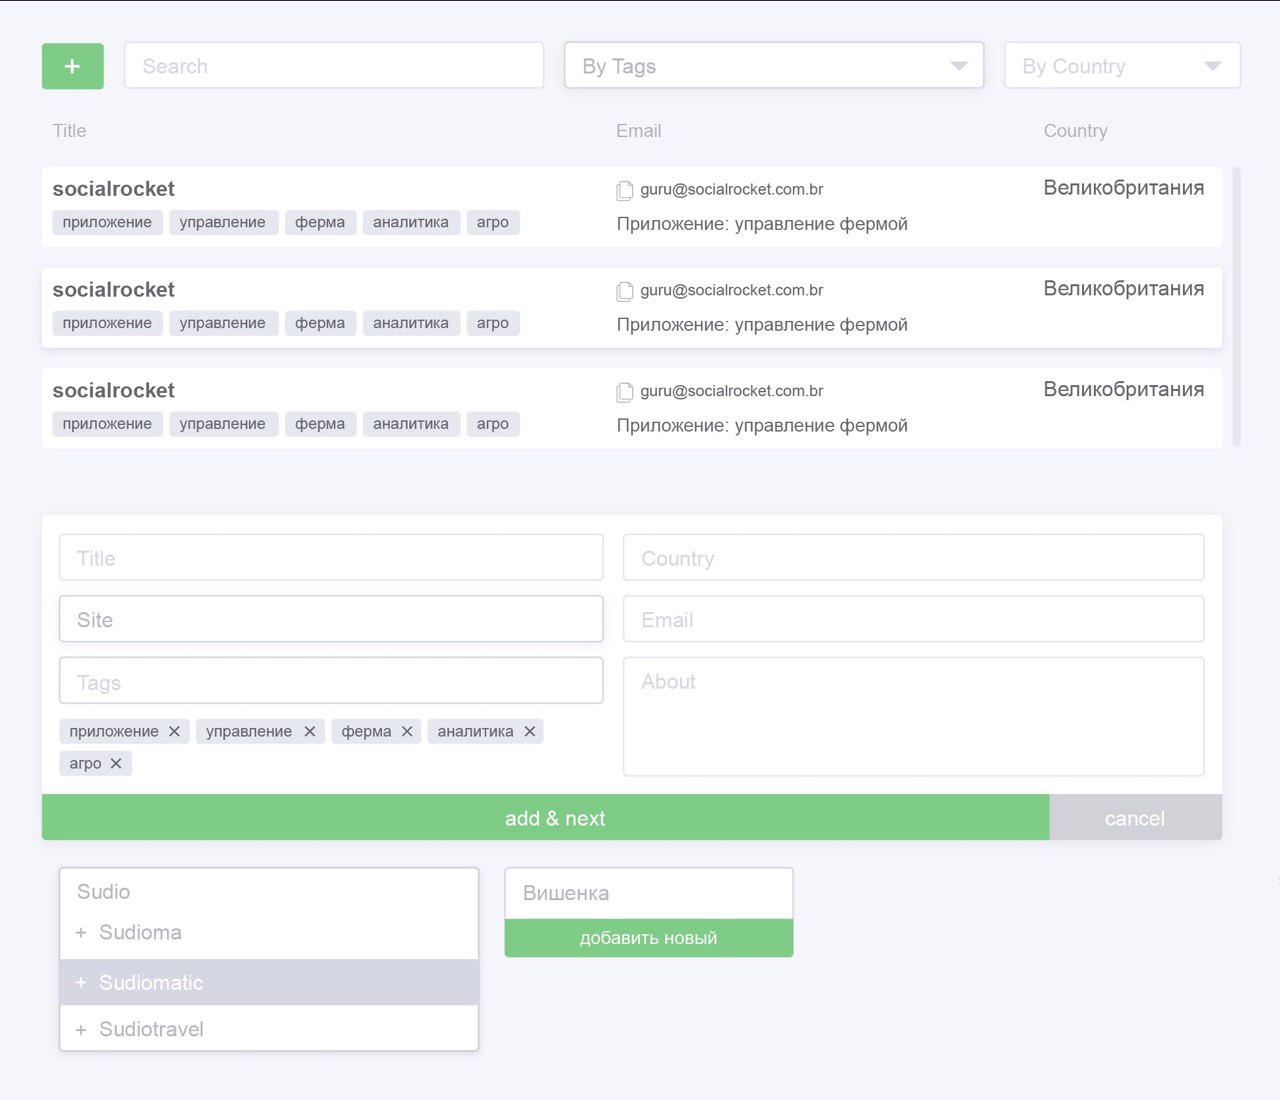 +
Search
By Tags
By Country
Title
Email
Country
socialrocket
guru@socialrocket.com.br
Великобритания
приложение управление ферма аналитика агро
Приложение: управление фермой
socialrocket
guru@socialrocket.com.br
Великобритания
приложение управление ферма аналитика агро
Приложение: управление фермой
socialrocket
guru@socialrocket.com.br
Великобритания
приложение управление ферма аналитика агро
Приложение: управление фермой
Title
Country
Site
Email
Tags
About
приложение ✕ управление ✕ ферма ✕ аналитика ✕
агро ✕
add & next
cancel
Sudio
+ Sudioma
+ Sudiomatic
+ Sudiotravel
Вишенка
добавить новый